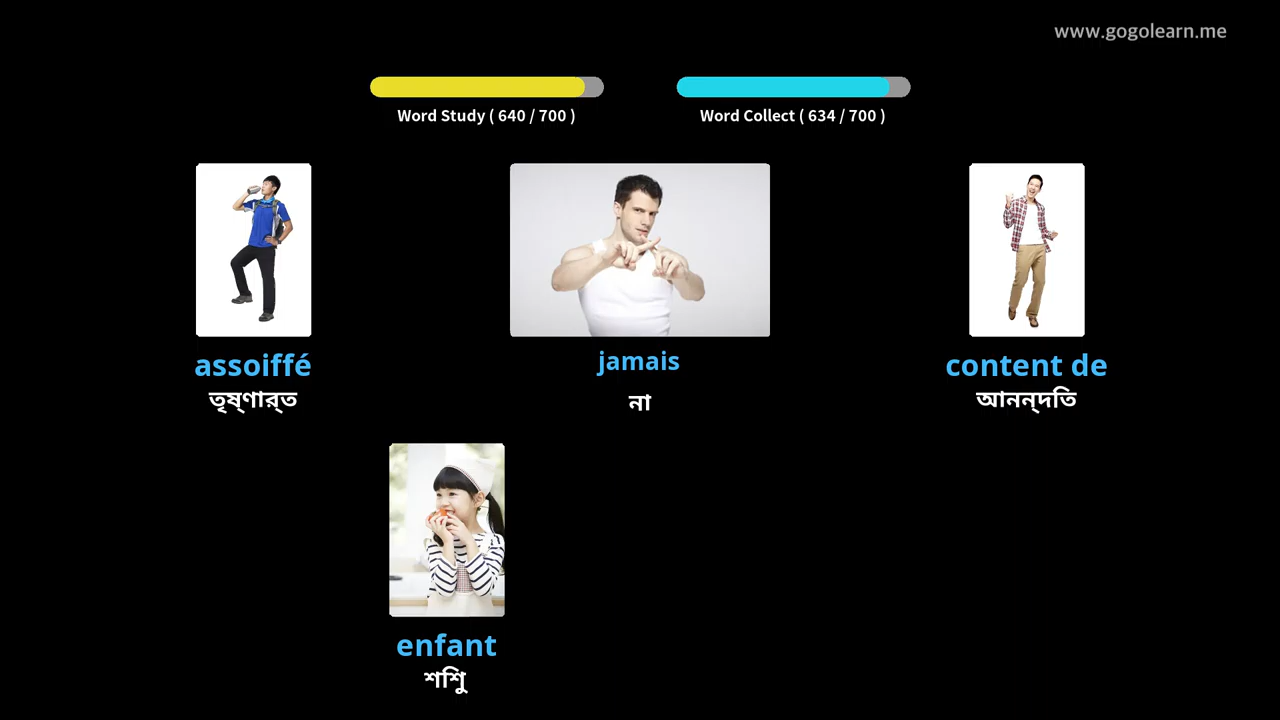 www.gogolearn.me
Word Study ( 640 / 700 )
Word Collect ( 634 / 700 )
assoiffé
jamais
content de
তৃষ্ণার্ত
না
আনন্দিত
enfant
শিশু